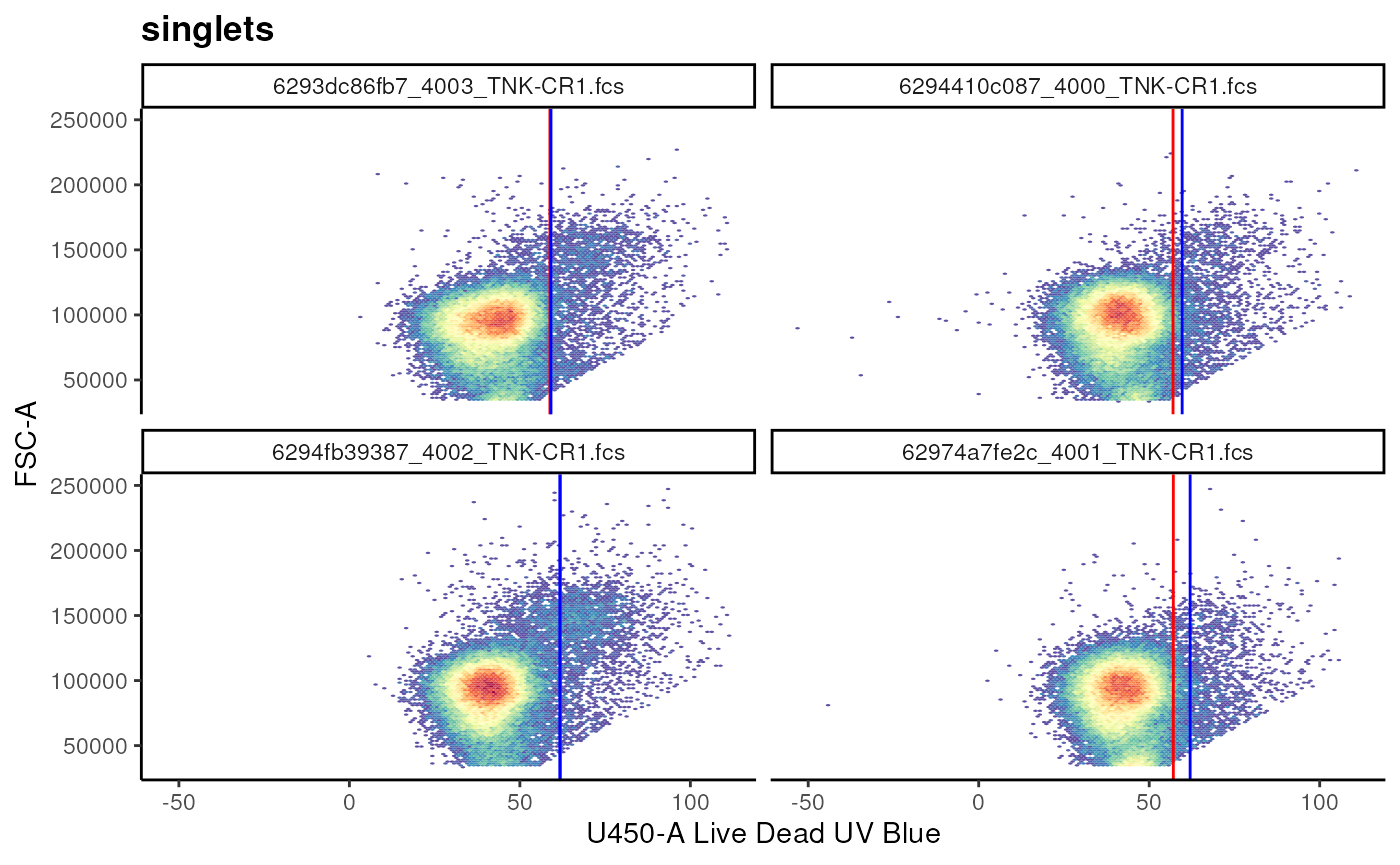 singlets
6293dc86fb7_4003_TNK-CR1.fcs
6294410c087_4000_TNK-CR1.fcs
250000
200000
150000
100000
50000
6294fb39387_4002_TNK-CR1.fcs
62974a7fe2c_4001_TNK-CR1.fcs
250000
200000
150000
100000
50000
FSC-A
-50 0 50 100 -50 0 50 100
U450-A Live Dead UV Blue